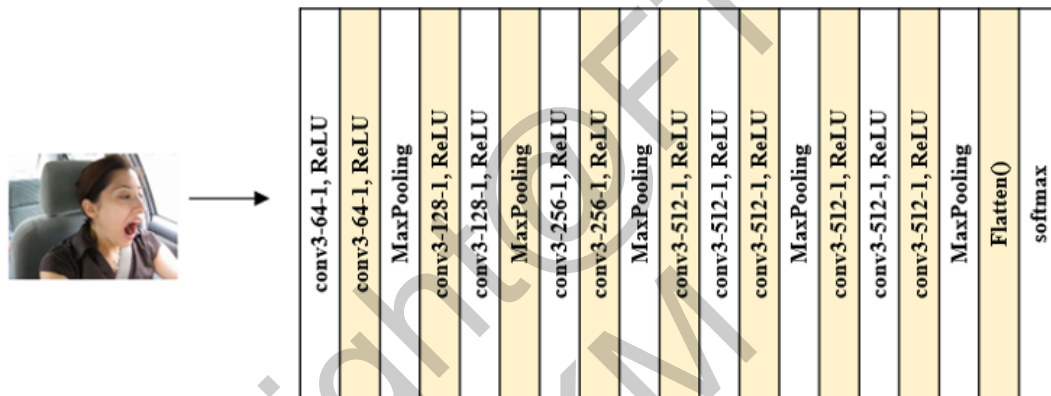 conv3-64-1, ReLU
conv3-64-1, ReLU
MaxPooling
conv3-128-1, ReLU
conv3-128-1, ReLU
MaxPooling
conv3-256-1, ReLU
conv3-256-1, ReLU
MaxPooling
conv3-512-1, ReLU
conv3-512-1, ReLU
conv3-512-1, ReLU
MaxPooling
conv3-512-1, ReLU
conv3-512-1, ReLU
conv3-512-1, ReLU
MaxPooling
Flatten()
softmax